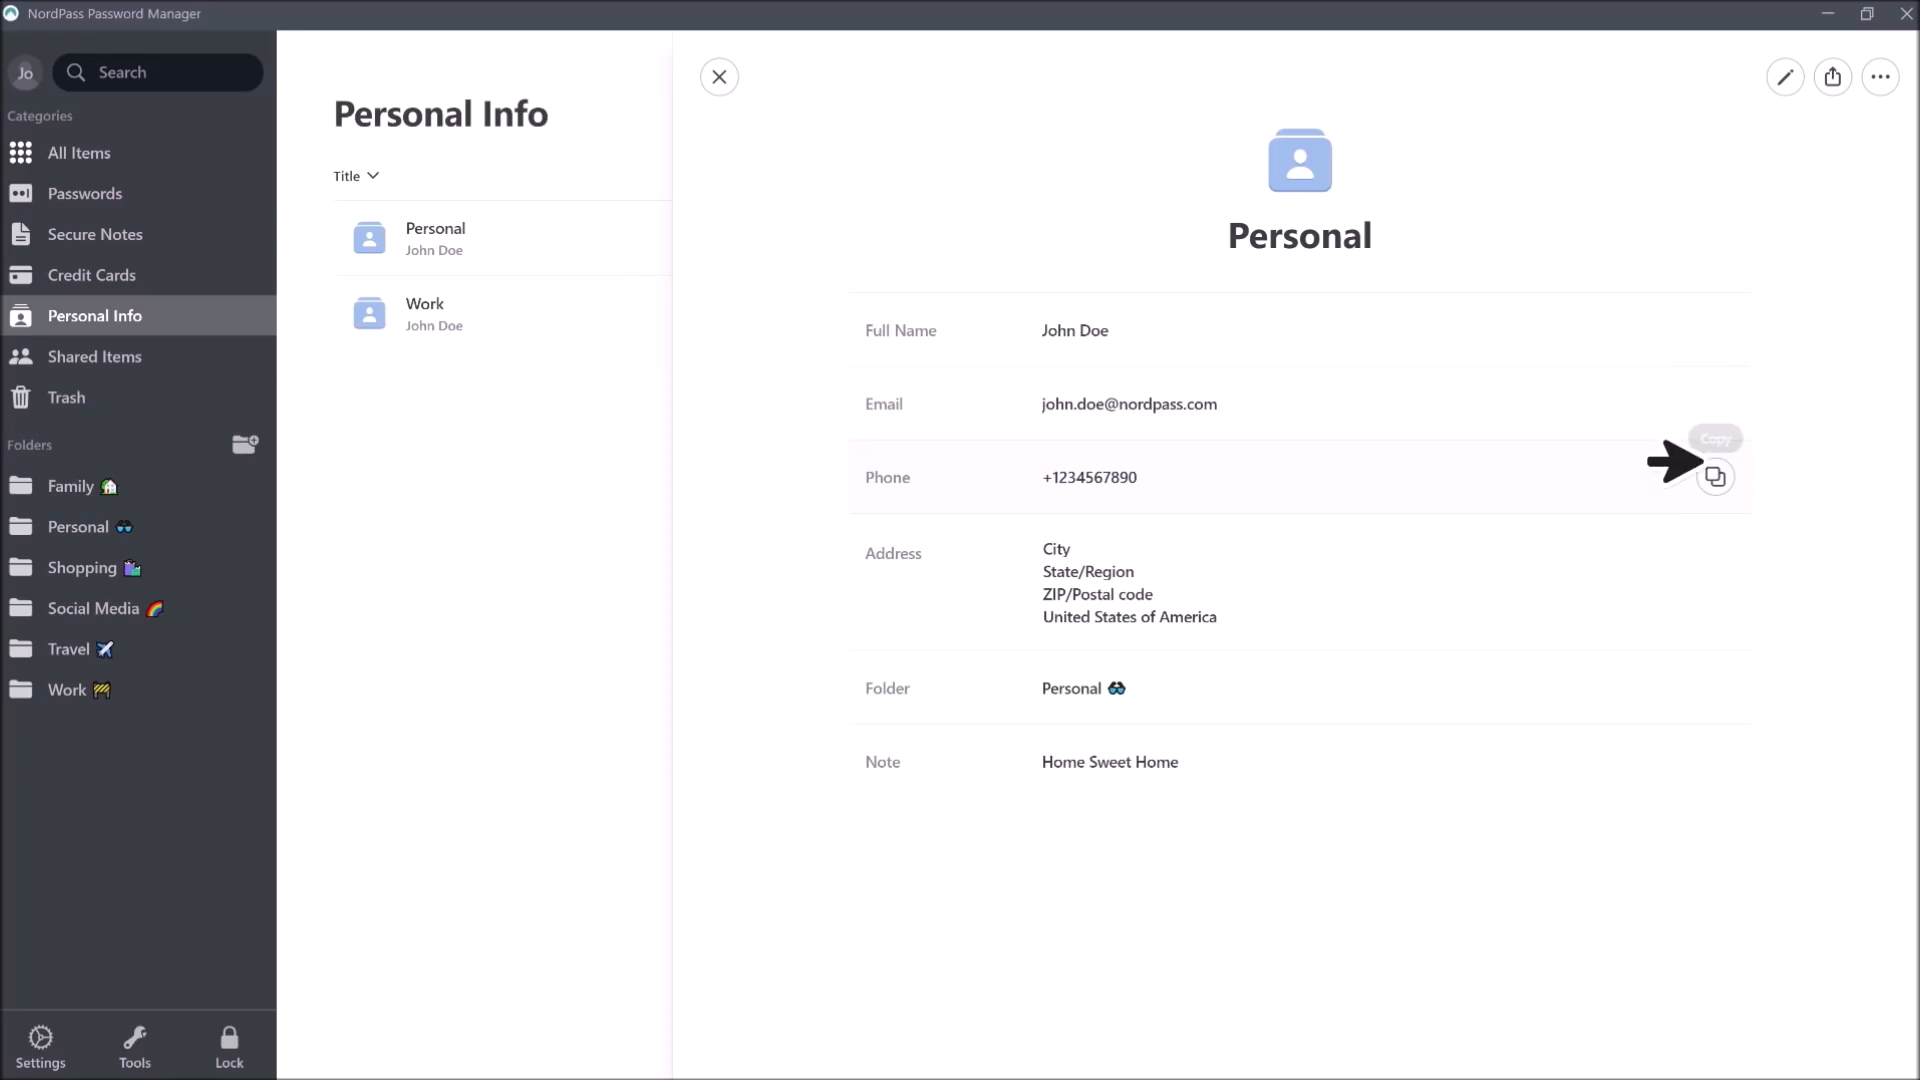 NordPass Password Manager
Jo
Search
Categories
All Items
Passwords
Secure Notes
Credit Cards
Personal Info
Shared Items
Trash
Folders
Family 🏠
Personal 🕶️
Shopping 🛍️
Social Media 🌈
Travel ✈️
Work 🚧
Settings
Tools
Lock
Personal Info
Title
Personal
John Doe
Work
John Doe
Personal
Full Name John Doe
Email john.doe@nordpass.com
Copy
Phone +1234567890
Address City
State/Region
ZIP/Postal code
United States of America
Folder Personal 🕶️
Note Home Sweet Home